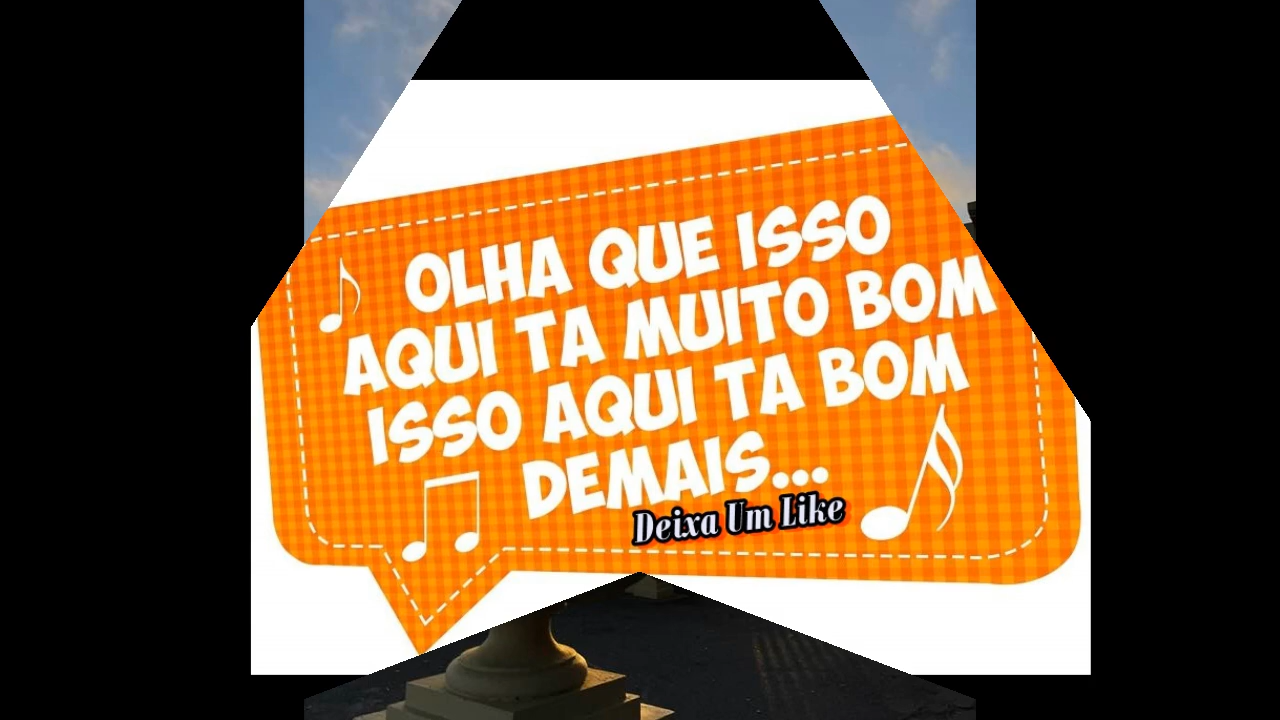 OLHA QUE ISSO
AQUI TA MUITO BOM
ISSO AQUI TA BOM
DEMAIS...
Deixa Um Like